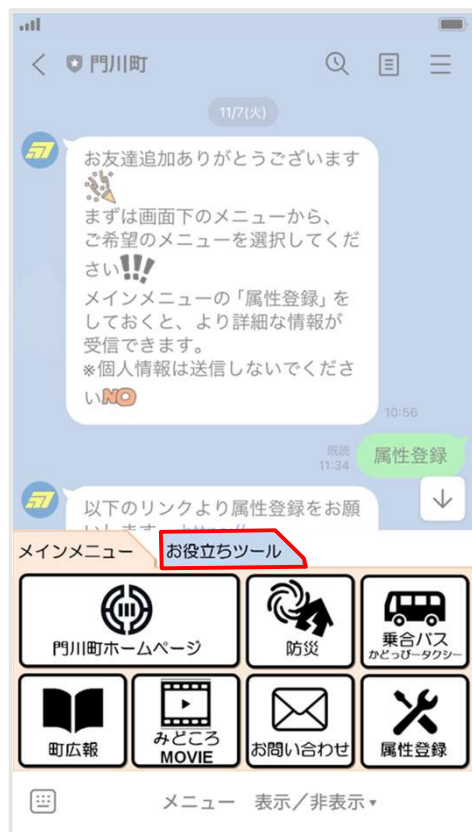 門川町
11/7(火)
お友達追加ありがとうございます
まずは画面下のメニューから、
ご希望のメニューを選択してくだ
さい!!!
メインメニューの「属性登録」を
しておくと、より詳細な情報が
受信できます。
※個人情報は送信しないでくださ
いNO
10:56
既読
11:34
属性登録
以下のリンクより属性登録をお願
メインメニュー
お役立ちツール
門川町ホームページ
防災
乗合バス
かどっぴータクシー
町広報
みどころ
MOVIE
お問い合わせ
属性登録
メニュー 表示/非表示▼